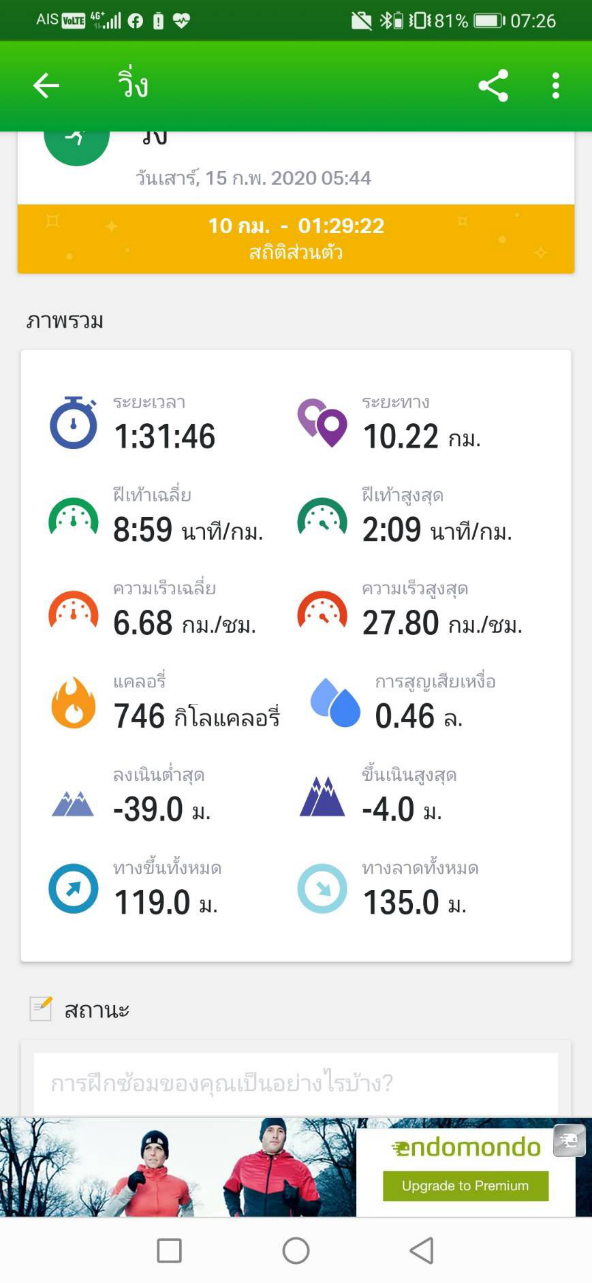 AIS VoLTE 4G+ 81% 07:26
วิ่ง
วิ่ง
วันเสาร์, 15 ก.พ. 2020 05:44
10 กม. - 01:29:22
สถิติส่วนตัว
ภาพรวม
ระยะเวลา
1:31:46
ระยะทาง
10.22 กม.
ฝีเท้าเฉลี่ย
8:59 นาที/กม.
ฝีเท้าสูงสุด
2:09 นาที/กม.
ความเร็วเฉลี่ย
6.68 กม./ชม.
ความเร็วสูงสุด
27.80 กม./ชม.
แคลอรี่
746 กิโลแคลอรี่
การสูญเสียเหงื่อ
0.46 ล.
ลงเนินต่ำสุด
-39.0 ม.
ขึ้นเนินสูงสุด
-4.0 ม.
ทางขึ้นทั้งหมด
119.0 ม.
ทางลาดทั้งหมด
135.0 ม.
สถานะ
การฝึกซ้อมของคุณเป็นอย่างไรบ้าง?
endomondo
Upgrade to Premium